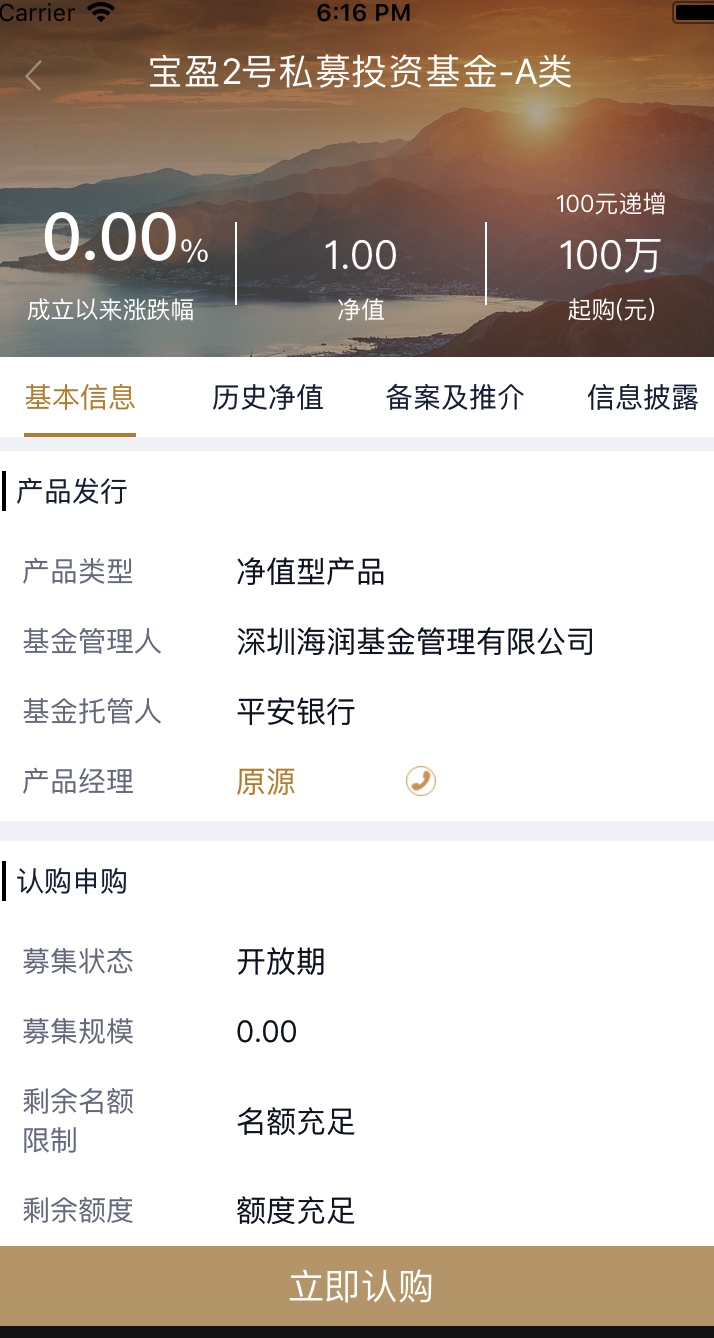 Carrier 6:16 PM
宝盈2号私募投资基金-A类
100元递增
0.00% 1.00 100万
成立以来涨跌幅 净值 起购(元)
基本信息 历史净值 备案及推介 信息披露
产品发行
产品类型 净值型产品
基金管理人 深圳海润基金管理有限公司
基金托管人 平安银行
产品经理 原源
认购申购
募集状态 开放期
募集规模 0.00
剩余名额
限制 名额充足
剩余额度 额度充足
立即认购